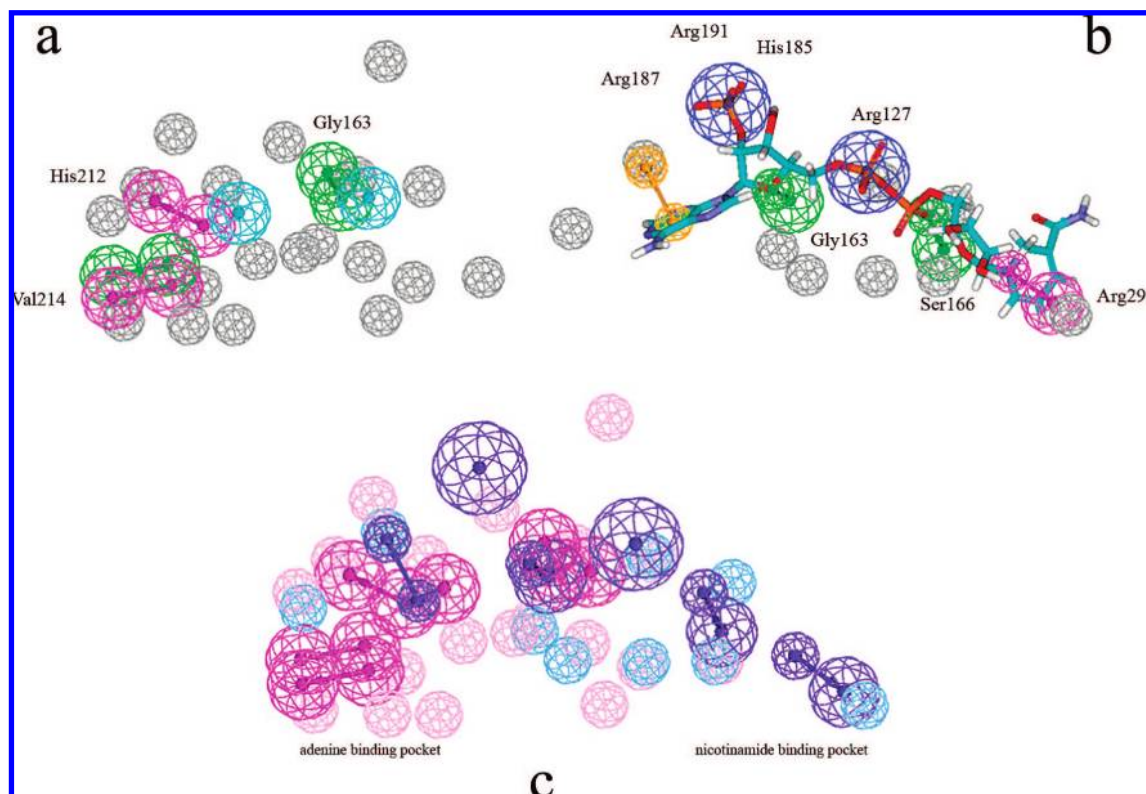 a
b
Arg191
His185
Arg187
Gly163
Arg127
His212
Gly163
Val214
Ser166
Arg29
adenine binding pocket
nicotinamide binding pocket
c